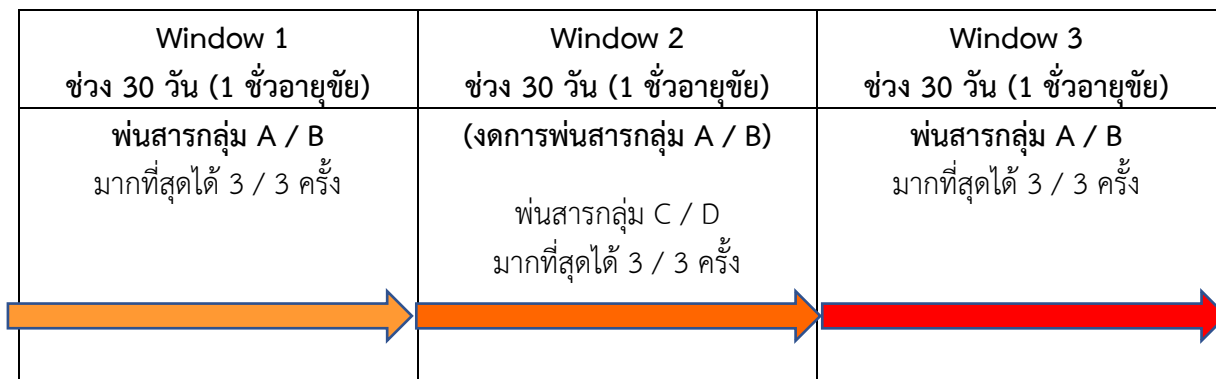 Window 1
ช่วง 30 วัน (1 ชั่วอายุขัย)
Window 2
ช่วง 30 วัน (1 ชั่วอายุขัย)
Window 3
ช่วง 30 วัน (1 ชั่วอายุขัย)
พ่นสารกลุ่ม A / B
มากที่สุดได้ 3 / 3 ครั้ง
(งดการพ่นสารกลุ่ม A / B)
พ่นสารกลุ่ม C / D
มากที่สุดได้ 3 / 3 ครั้ง
พ่นสารกลุ่ม A / B
มากที่สุดได้ 3 / 3 ครั้ง